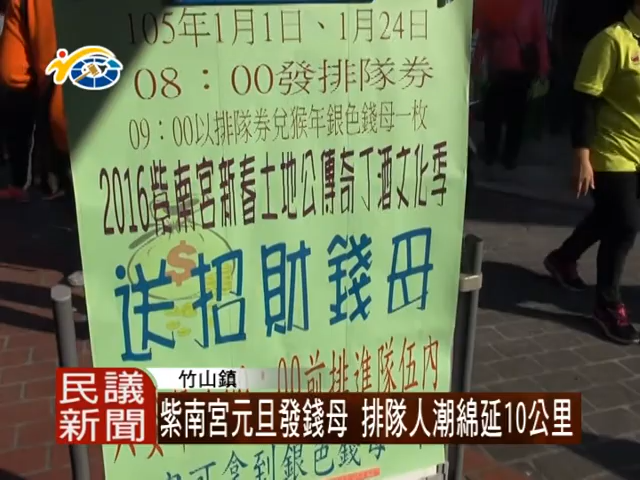 105年1月1日、1月24日
08：00發排隊券
09：00以排隊券兌猴年銀色錢母一枚
2016紫南宮新春土地公傳奇丁酒文化季
送招財錢母
00前排進隊伍內
可拿到銀色錢母
竹山鎮
民議新聞
紫南宮元旦發錢母 排隊人潮綿延10公里